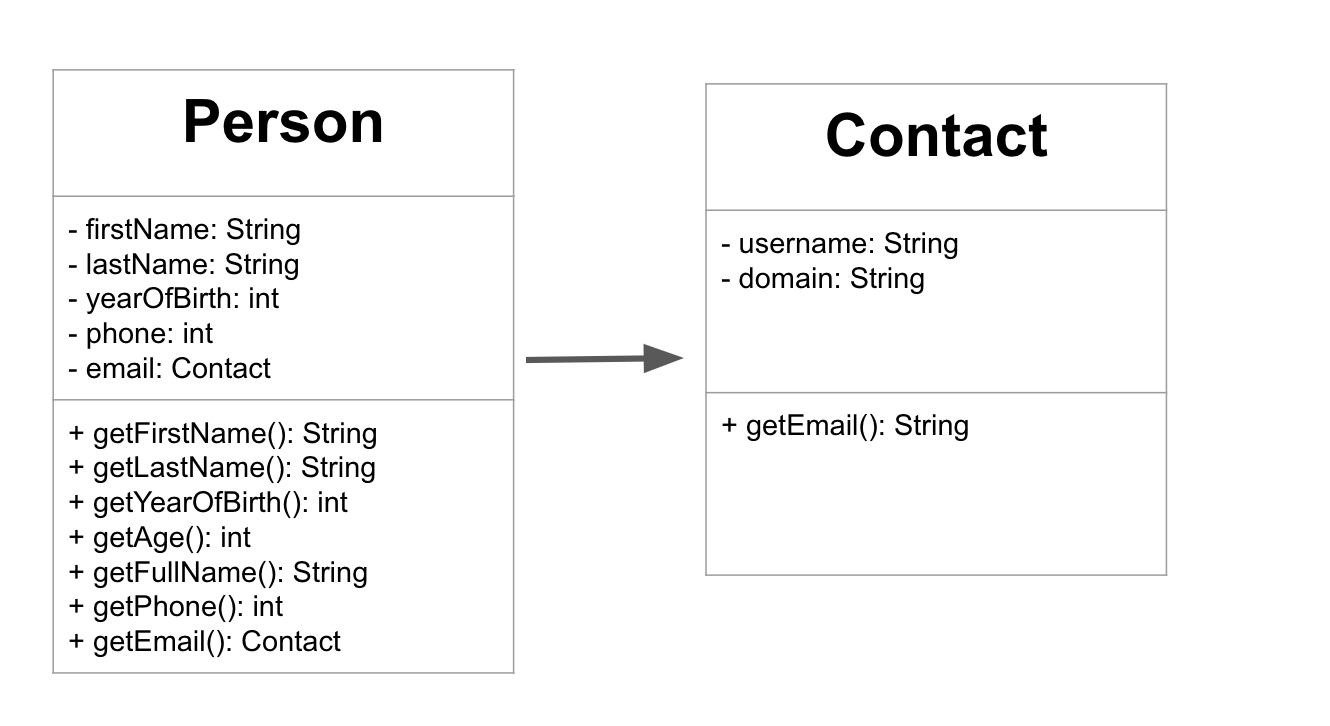 Person
- firstName: String
- lastName: String
- yearOfBirth: int
- phone: int
- email: Contact
+ getFirstName(): String
+ getLastName(): String
+ getYearOfBirth(): int
+ getAge(): int
+ getFullName(): String
+ getPhone(): int
+ getEmail(): Contact
Contact
- username: String
- domain: String
+ getEmail(): String